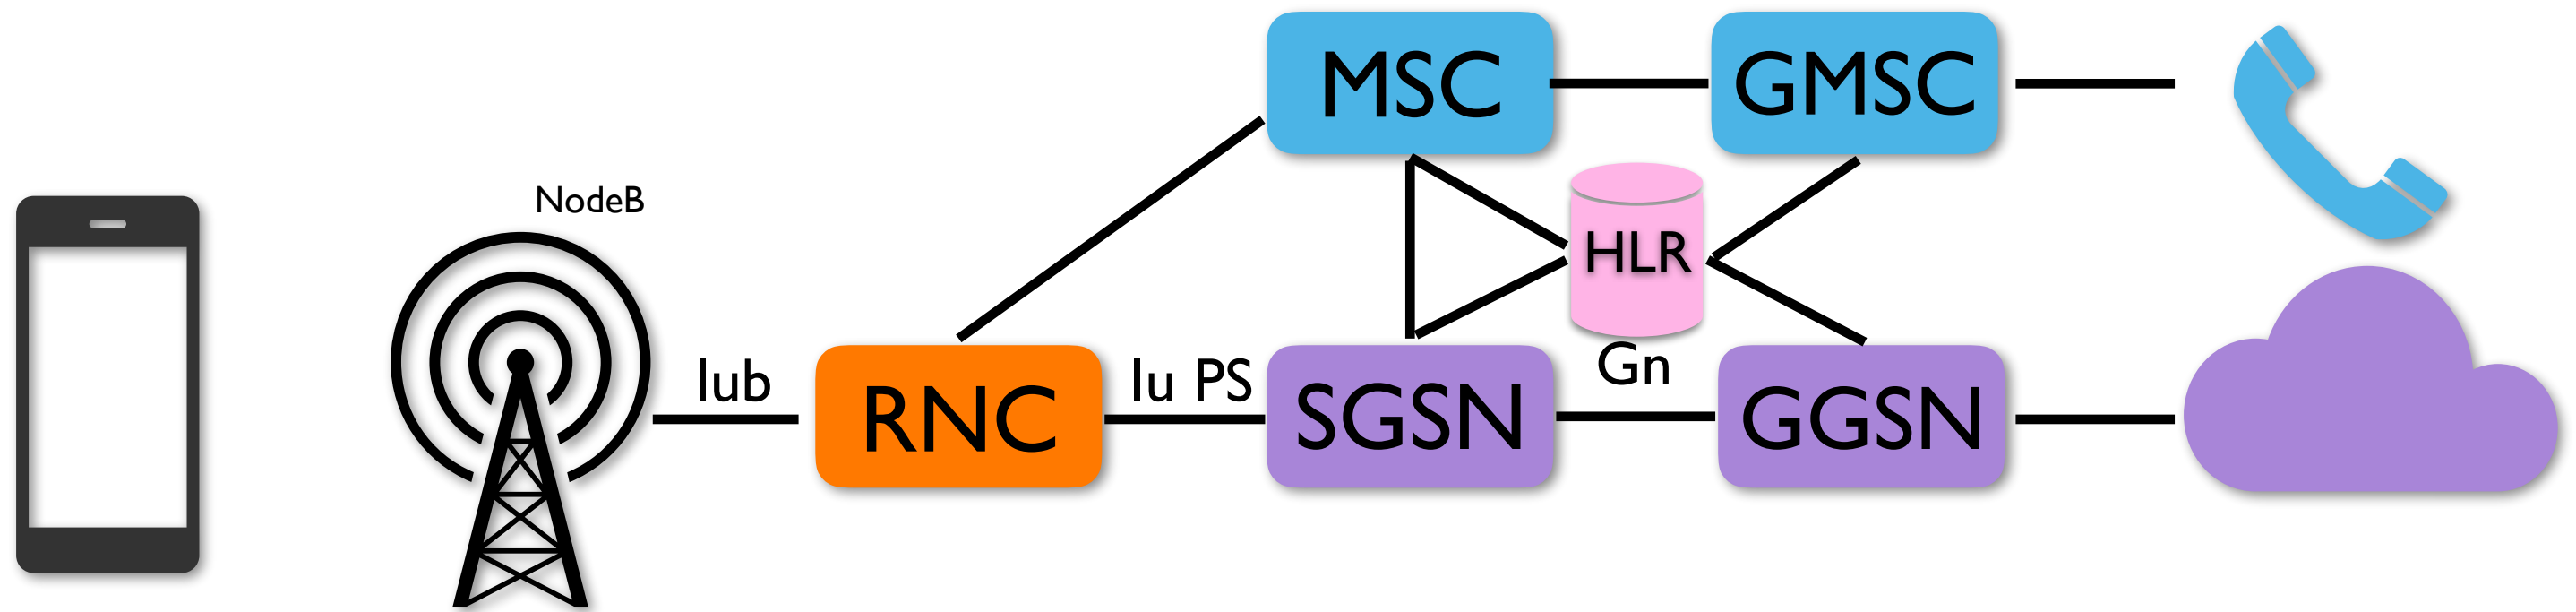 MSC
GMSC
NodeB
HLR
Iub
RNC
Iu PS
SGSN
Gn
GGSN